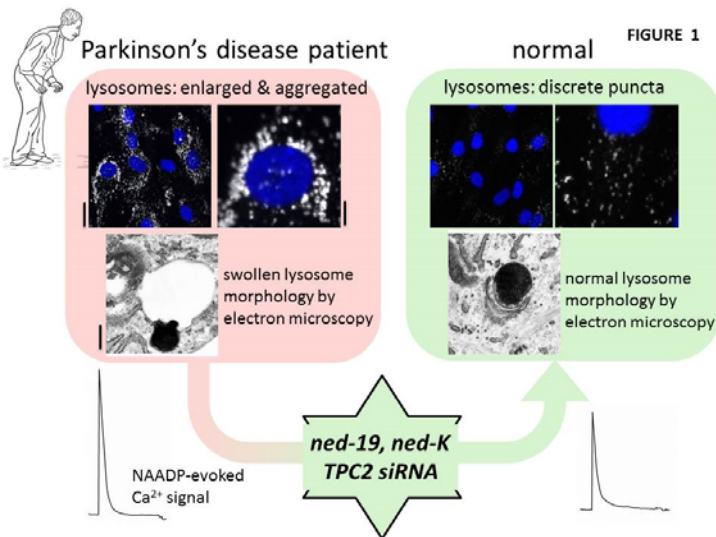 FIGURE 1
Parkinson's disease patient
lysosomes: enlarged & aggregated
swollen lysosome
morphology by
electron microscopy
normal
lysosomes: discrete puncta
normal lysosome
morphology by
electron microscopy
NAADP-evoked
Ca²⁺ signal
ned-19, ned-K
TPC2 siRNA